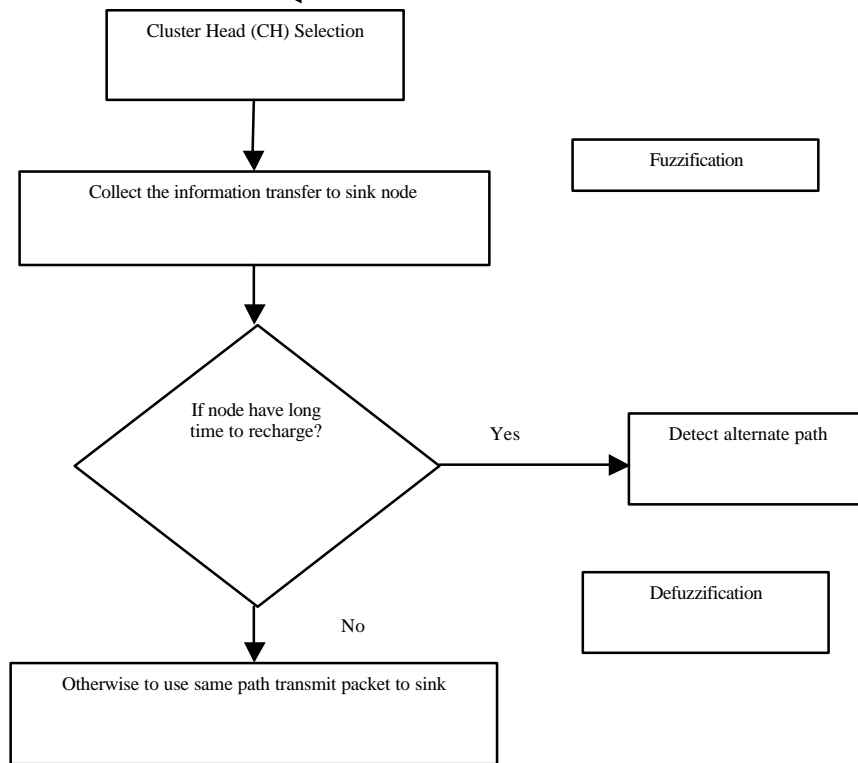 Cluster Head (CH) Selection
Fuzzification
Collect the information transfer to sink node
If node have long
time to recharge?
Yes
Detect alternate path
Defuzzification
No
Otherwise to use same path transmit packet to sink